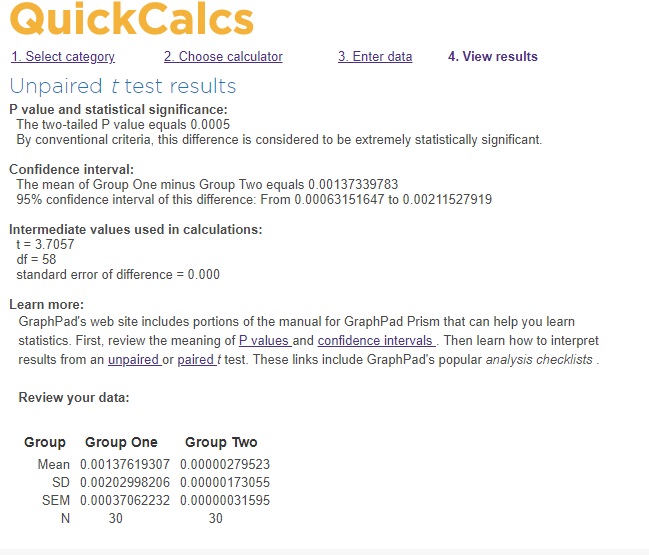 QuickCalcs
1. Select category 2. Choose calculator 3. Enter data 4. View results
Unpaired t test results
P value and statistical significance:
The two-tailed P value equals 0.0005
By conventional criteria, this difference is considered to be extremely statistically significant.
Confidence interval:
The mean of Group One minus Group Two equals 0.00137339783
95% confidence interval of this difference: From 0.00063151647 to 0.00211527919
Intermediate values used in calculations:
t = 3.7057
df = 58
standard error of difference = 0.000
Learn more:
GraphPad's web site includes portions of the manual for GraphPad Prism that can help you learn
statistics. First, review the meaning of P values and confidence intervals . Then learn how to interpret
results from an unpaired or paired t test. These links include GraphPad's popular analysis checklists .
Review your data:
Group Group One Group Two
Mean 0.00137619307 0.00000279523
SD 0.00202998206 0.00000173055
SEM 0.00037062232 0.00000031595
N 30 30